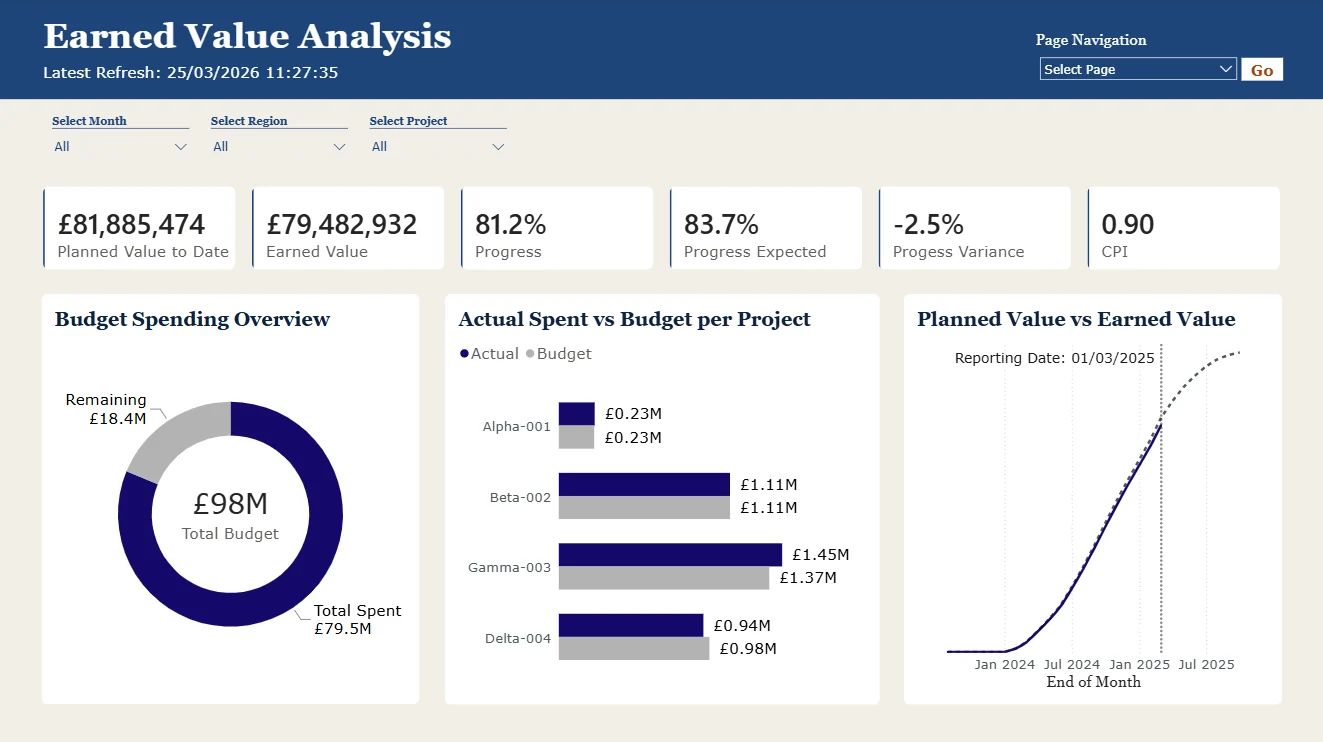 Earned Value Analysis
Latest Refresh: 25/03/2026 11:27:35
Page Navigation
Select Page
Go
Select Month
All
Select Region
All
Select Project
All
£81,885,474
Planned Value to Date
£79,482,932
Earned Value
81.2%
Progress
83.7%
Progress Expected
-2.5%
Progess Variance
0.90
CPI
Budget Spending Overview
Remaining
£18.4M
£98M
Total Budget
Total Spent
£79.5M
Actual Spent vs Budget per Project
Actual Budget
Alpha-001
£0.23M
£0.23M
Beta-002
£1.11M
£1.11M
Gamma-003
£1.45M
£1.37M
Delta-004
£0.94M
£0.98M
Planned Value vs Earned Value
Reporting Date: 01/03/2025
Jan 2024 Jul 2024 Jan 2025 Jul 2025
End of Month